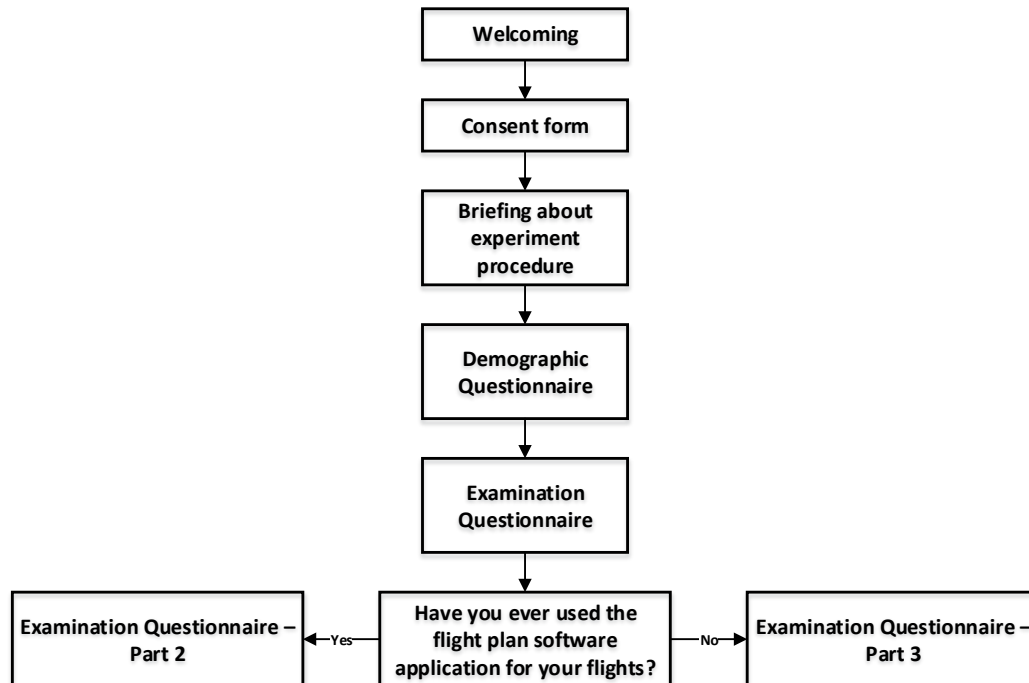 Welcoming
Consent form
Briefing about
experiment
procedure
Demographic
Questionnaire
Examination
Questionnaire
Examination Questionnaire –
Part 2
Yes
Have you ever used the
flight plan software
application for your flights?
No
Examination Questionnaire –
Part 3